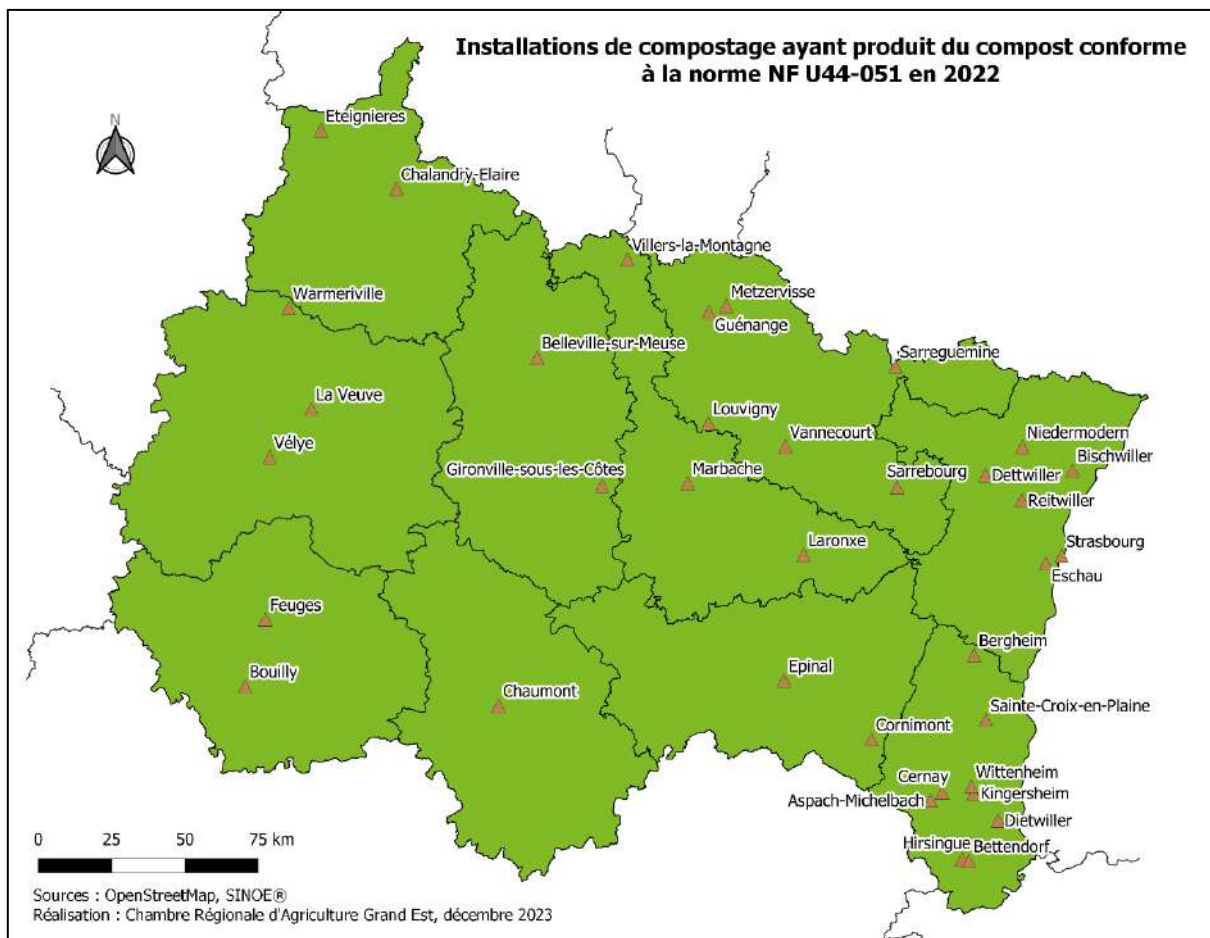 Installations de compostage ayant produit du compost conforme
à la norme NF U44-051 en 2022
N
Eteignieres
Chalandry-Elaire
Villers-la-Montagne
Warmeriville
Metzervisse
Guénange
Belleville-sur-Meuse
Sarreguemine
La Veuve
Louvigny
Vannecourt
Niedermodern
Vélye
Bischwiller
Gironville-sous-les-Côtes
Marbache
Sarrebourg
Dettwiller
Reitwiller
Laronxe
Strasbourg
Eschau
Feuges
Bergheim
Bouilly
Chaumont
Epinal
Sainte-Croix-en-Plaine
Cornimont
Cernay
Wittenheim
Kingersheim
Aspach-Michelbach
Dietwiller
Hirsingue
Bettendorf
0 25 50 75 km
Sources : OpenStreetMap, SINOE®
Réalisation : Chambre Régionale d'Agriculture Grand Est, décembre 2023